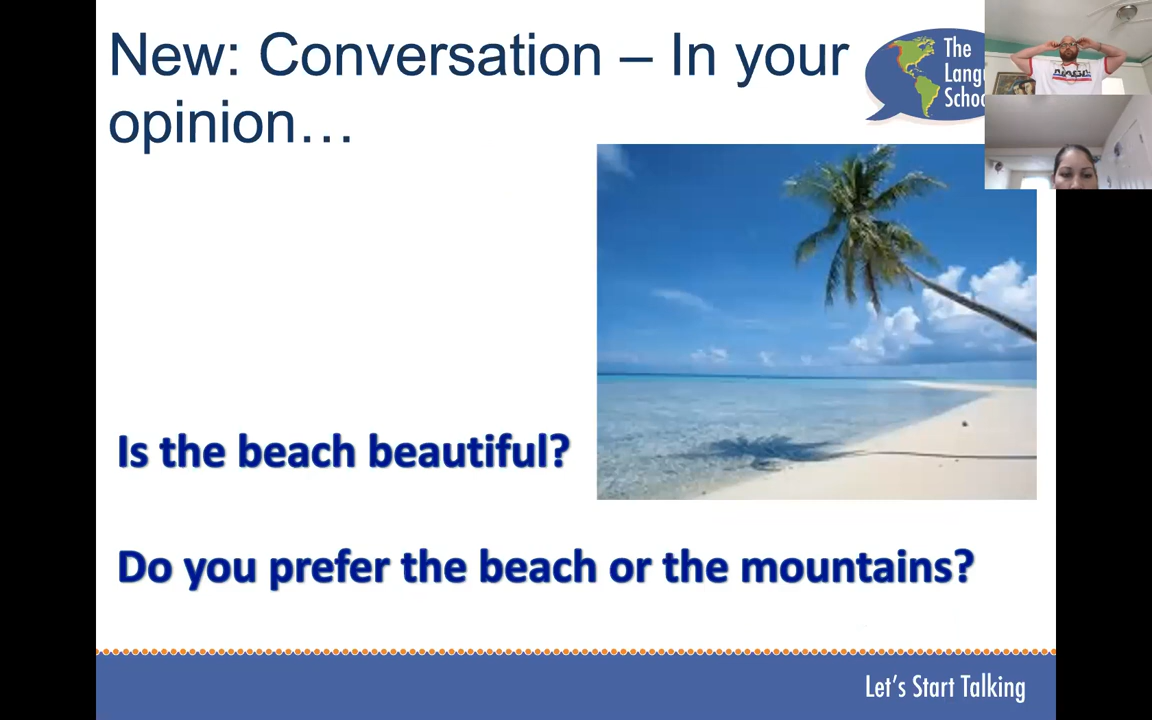 New: Conversation – In your
opinion…
The
Is the beach beautiful?
Do you prefer the beach or the mountains?
Let's Start Talking